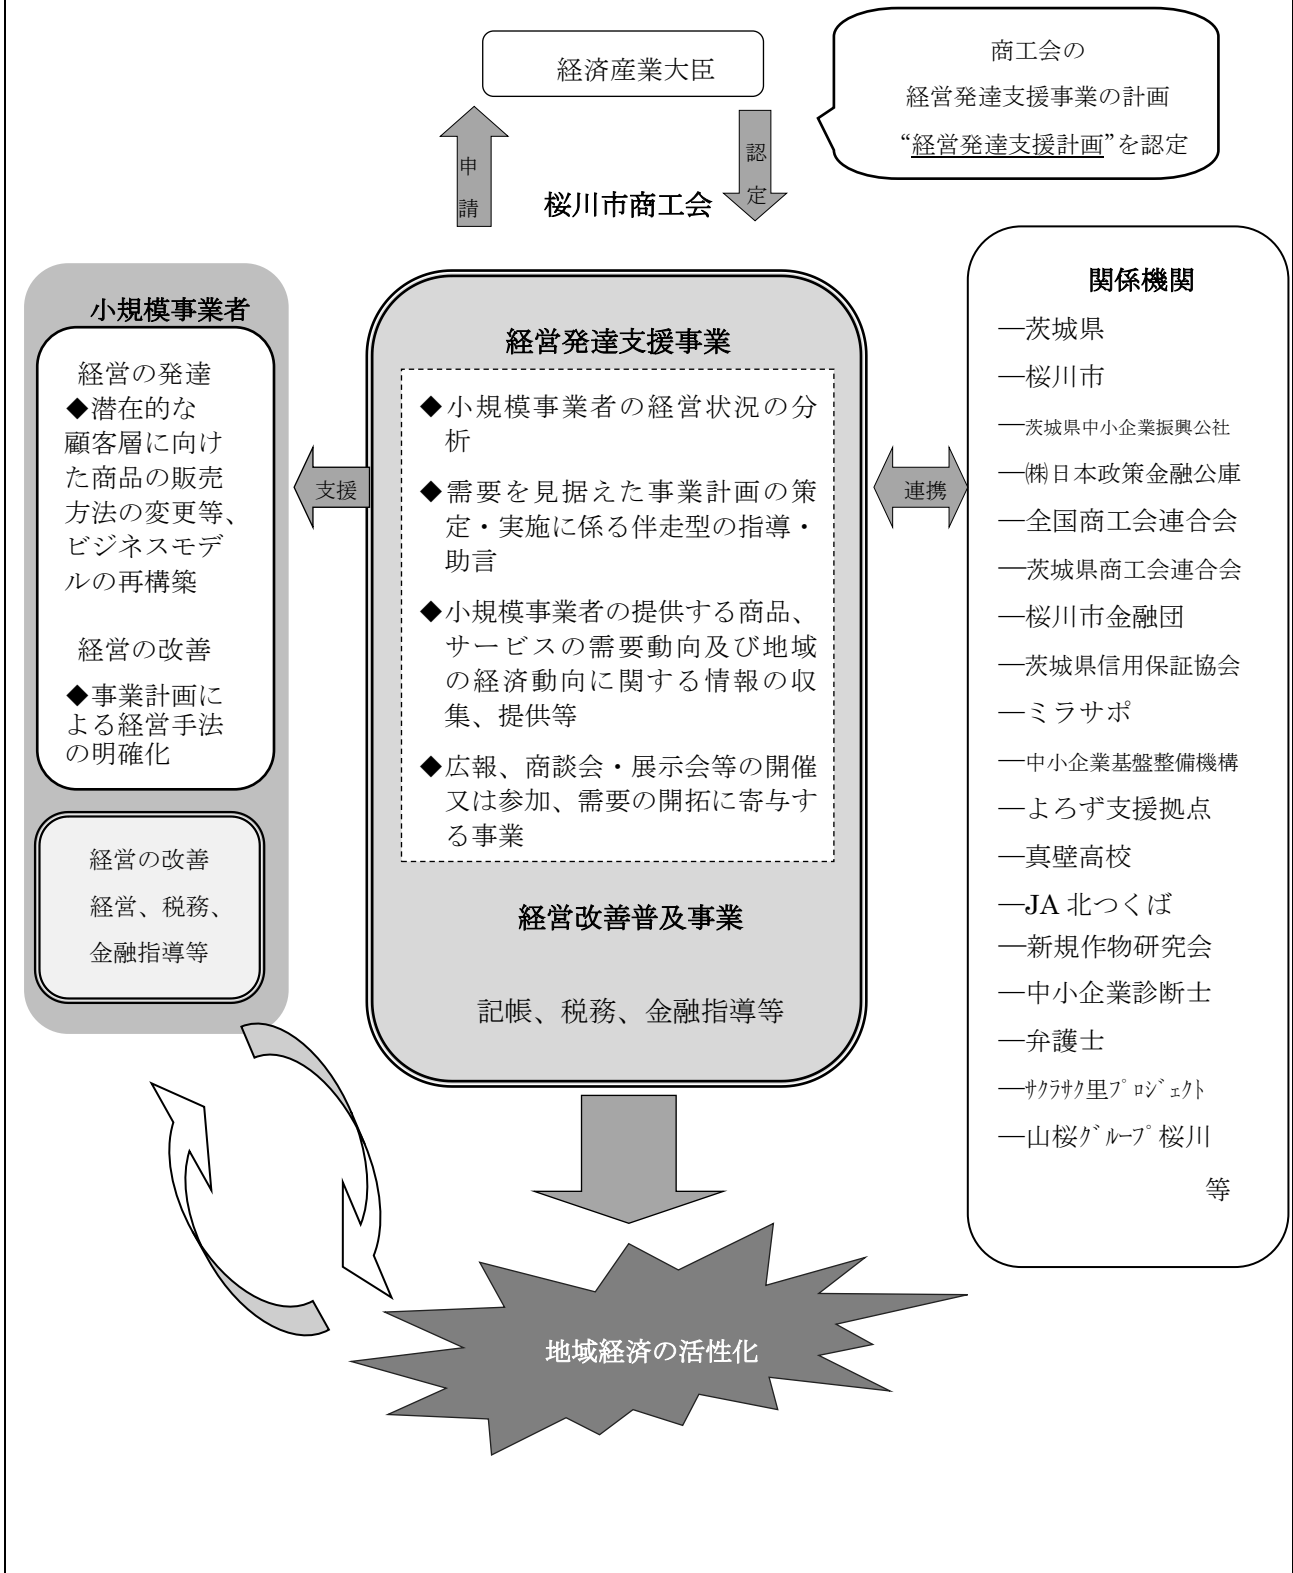 経済産業大臣
商工会の
経営発達支援事業の計画
“経営発達支援計画”を認定
申
請
認
定
桜川市商工会
小規模事業者
経営の発達
◆潜在的な
顧客層に向け
た商品の販売
方法の変更等、
ビジネスモデ
ルの再構築
経営の改善
◆事業計画に
よる経営手法
の明確化
経営の改善
経営、税務、
金融指導等
支援
経営発達支援事業
◆小規模事業者の経営状況の分
析
◆需要を見据えた事業計画の策
定・実施に係る伴走型の指導・
助言
◆小規模事業者の提供する商品、
サービスの需要動向及び地域
の経済動向に関する情報の収
集、提供等
◆広報、商談会・展示会等の開催
又は参加、需要の開拓に寄与す
る事業
経営改善普及事業
記帳、税務、金融指導等
連携
関係機関
―茨城県
―桜川市
―茨城県中小企業振興公社
―㈱日本政策金融公庫
―全国商工会連合会
―茨城県商工会連合会
―桜川市金融団
―茨城県信用保証協会
―ミラサポ
―中小企業基盤整備機構
―よろず支援拠点
―真壁高校
―JA 北つくば
―新規作物研究会
―中小企業診断士
―弁護士
―ｻｸﾗｻｸ里ﾌﾟﾛｼﾞｪｸﾄ
―山桜ｸﾞﾙｰﾌﾟ桜川
等
地域経済の活性化